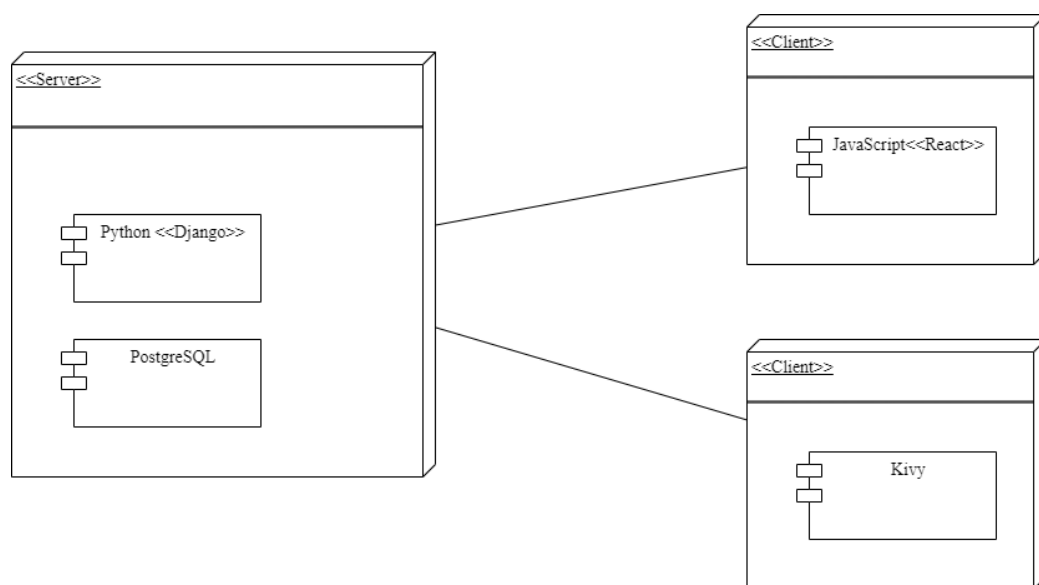 <<Server>>
Python <<Django>>
PostgreSQL
<<Client>>
JavaScript<<React>>
<<Client>>
Kivy